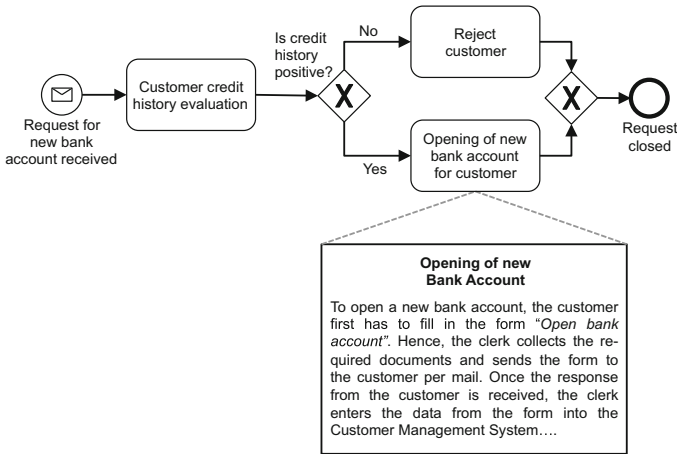 Is credit
history
positive?
No
Reject
customer
Customer credit
history evaluation
X
X
Request for
new bank
account received
Yes
Opening of new
bank account
for customer
Request
closed
Opening of new
Bank Account
To open a new bank account, the customer
first has to fill in the form “Open bank
account”. Hence, the clerk collects the re-
quired documents and sends the form to
the customer per mail. Once the response
from the customer is received, the clerk
enters the data from the form into the
Customer Management System….